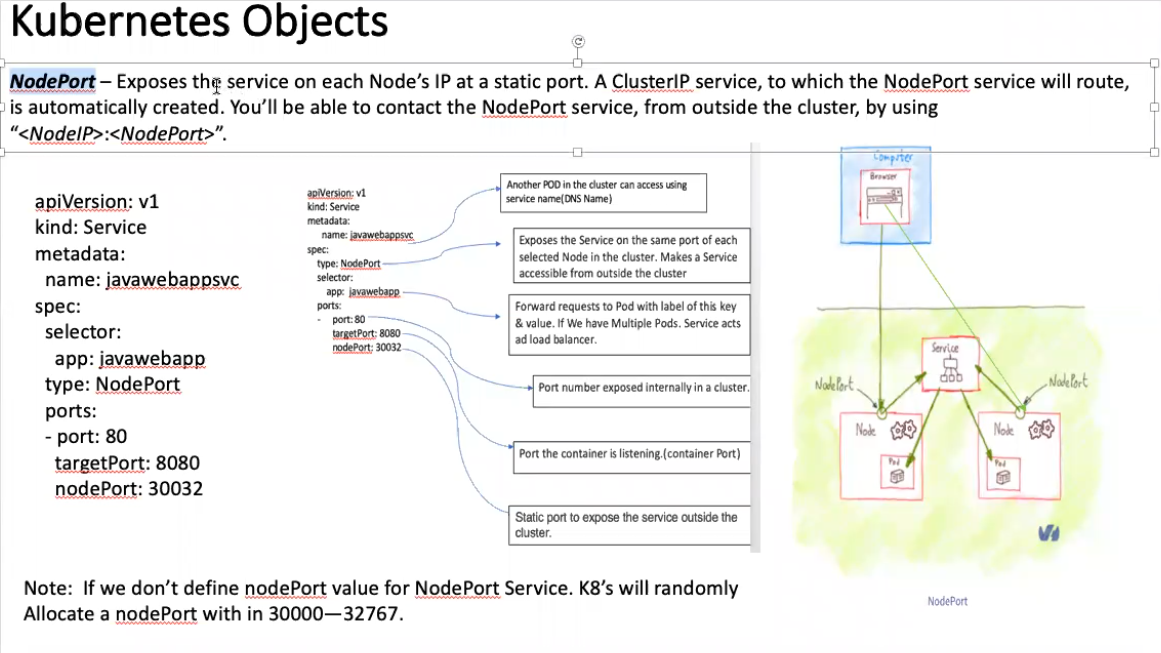 Kubernetes Objects
NodePort – Exposes the service on each Node's IP at a static port. A ClusterIP service, to which the NodePort service will route,
is automatically created. You'll be able to contact the NodePort service, from outside the cluster, by using
“<NodeIP>:<NodePort>”.
apiVersion: v1
kind: Service
metadata:
name: javawebappsvc
spec:
selector:
app: javawebapp
type: NodePort
ports:
- port: 80
targetPort: 8080
nodePort: 30032
apiVersion: v1
kind: Service
metadata:
name: javawebappsvc
spec:
type: NodePort
selector:
app: javawebapp
ports:
- port: 80
targetPort: 8080
nodePort: 30032
Another POD in the cluster can access using
service name(DNS Name)
Exposes the Service on the same port of each
selected Node in the cluster. Makes a Service
accessible from outside the cluster
Forward requests to Pod with label of this key
& value. If We have Multiple Pods. Service acts
ad load balancer.
Port number exposed internally in a cluster.
Port the container is listening.(container Port)
Static port to expose the service outside the
cluster.
Computer
Browser
Service
NodePort
NodePort
Node
Node
Pod
Pod
NodePort
Note: If we don't define nodePort value for NodePort Service. K8's will randomly
Allocate a nodePort with in 30000—32767.